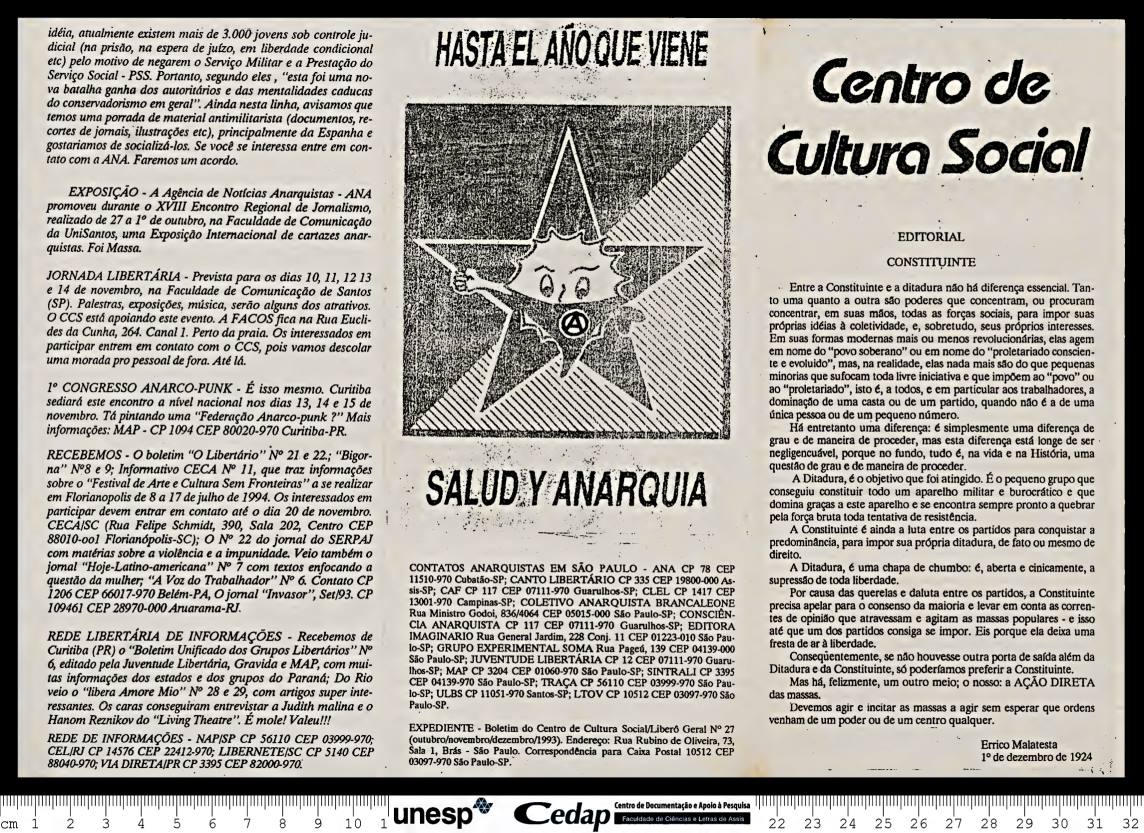 idéia, atualmente existem mais de 3.000 jovens sob controle ju-
dicial (na prisão, na espera de juízo, em liberdade condicional
etc) pelo motivo de negarem o Serviço Militar e a Prestação do
Serviço Social - PSS. Portanto, segundo eles , "esta foi uma no-
va batalha ganha dos autoritários e das mentalidades caducas
do conservadorismo em geral". Ainda nesta linha, avisamos que
temos uma porrada de material antimilitarista (documentos, re-
cortes de jornais, ilustrações etc), principalmente da Espanha e
gostariamos de socializá-los. Se você se interessa entre em con-
tato com a ANA. Faremos um acordo.
EXPOSIÇÃO - A Agência de Notícias Anarquistas - ANA
promoveu durante o XVIII Encontro Regional de Jornalismo,
realizado de 27 a 1º de outubro, na Faculdade de Comunicação
da UniSantos, uma Exposição Internacional de cartazes anar-
quistas. Foi Massa.
JORNADA LIBERTÁRIA - Prevista para os dias 10, 11, 12 13
e 14 de novembro, na Faculdade de Comunicação de Santos
(SP). Palestras, exposições, música, serão alguns dos atrativos.
O CCS está apoiando este evento. A FACOS fica na Rua Eucli-
des da Cunha, 264. Canal 1. Perto da praia. Os interessados em
participar entrem em contato com o CCS, pois vamos descolar
uma morada pro pessoal de fora. Até lá.
1º CONGRESSO ANARCO-PUNK - É isso mesmo. Curitiba
sediará este encontro a nível nacional nos dias 13, 14 e 15 de
novembro. Tá pintando uma "Federação Anarco-punk ?" Mais
informações: MAP - CP 1094 CEP 80020-970 Curitiba-PR.
RECEBEMOS - O boletim "O Libertário" Nº 21 e 22.; "Bigor-
na" Nº8 e 9; Informativo CECA Nº 11, que traz informações
sobre o "Festival de Arte e Cultura Sem Fronteiras" a se realizar
em Florianopolis de 8 a 17 de julho de 1994. Os interessados em
participar devem entrar em contato até o dia 20 de novembro.
CECA/SC (Rua Felipe Schmidt, 390, Sala 202, Centro CEP
88010-oo1 Florianópolis-SC); O Nº 22 do jornal do SERPAJ
com matérias sobre a violência e a impunidade. Veio também o
jornal "Hoje-Latino-americana" Nº 7 com textos enfocando a
questão da mulher; "A Voz do Trabalhador" Nº 6. Contato CP
1206 CEP 66017-970 Belém-PA, O jornal "Invasor", Set/93. CP
109461 CEP 28970-000 Anuarama-RJ.
REDE LIBERTÁRIA DE INFORMAÇÕES - Recebemos de
Curitiba (PR) o "Boletim Unificado dos Grupos Libertários" Nº
6, editado pela Juventude Libertária, Gravida e MAP, com mui-
tas informações dos estados e dos grupos do Paraná; Do Rio
veio o "libera Amore Mio" Nº 28 e 29, com artigos super inte-
ressantes. Os caras conseguiram entrevistar a Judith malina e o
Hanom Reznikov do "Living Theatre". É mole! Valeu!!!
REDE DE INFORMAÇÕES - NAP/SP CP 56110 CEP 03999-970;
CEL/RJ CP 14576 CEP 22412-970; LIBERNETE/SC CP 5140 CEP
88040-970; VIA DIRETA/PR CP 3395 CEP 82000-970.
HASTA EL AÑO QUE VIENE
A
SALUD Y ANARQUIA
CONTATOS ANARQUISTAS EM SÃO PAULO - ANA CP 78 CEP
11510-970 Cubatão-SP; CANTO LIBERTÁRIO CP 335 CEP 19800-000 As-
sis-SP; CAF CP 117 CEP 07111-970 Guarulhos-SP; CLEL CP 1417 CEP
13001-970 Campinas-SP; COLETIVO ANARQUISTA BRANCALEONE
Rua Ministro Godoi, 836/4064 CEP 05015-000 São Paulo-SP; CONSCIÊN-
CIA ANARQUISTA CP 117 CEP 07111-970 Guarulhos-SP; EDITORA
IMAGINARIO Rua General Jardim, 228 Conj. 11 CEP 01223-010 São Pau-
lo-SP; GRUPO EXPERIMENTAL SOMA Rua Pageú, 139 CEP 04139-000
São Paulo-SP; JUVENTUDE LIBERTÁRIA CP 12 CEP 07111-970 Guaru-
lhos-SP; MAP CP 3204 CEP 01060-970 São Paulo-SP; SINTRALI CP 3395
CEP 04139-970 São Paulo-SP; TRAÇA CP 56110 CEP 03999-970 São Pau-
lo-SP; ULBS CP 11051-970 Santos-SP; LTOV CP 10512 CEP 03097-970 São
Paulo-SP.
EXPEDIENTE - Boletim do Centro de Cultura Social/Liberô Geral Nº 27
(outubro/novembro/dezembro/1993). Endereço: Rua Rubino de Oliveira, 73,
Sala 1, Brás - São Paulo. Correspondência para Caixa Postal 10512 CEP
03097-970 São Paulo-SP.
Centro de
Cultura Social
EDITORIAL
CONSTITUINTE
Entre a Constituinte e a ditadura não há diferença essencial. Tan-
to uma quanto a outra são poderes que concentram, ou procuram
concentrar, em suas mãos, todas as forças sociais, para impor suas
próprias idéias à coletividade, e, sobretudo, seus próprios interesses.
Em suas formas modernas mais ou menos revolucionárias, elas agem
em nome do "povo soberano" ou em nome do "proletariado conscien-
te e evoluído", mas, na realidade, elas nada mais são do que pequenas
minorias que sufocam toda livre iniciativa e que impõem ao "povo" ou
ao "proletariado", isto é, a todos, e em particular aos trabalhadores, a
dominação de uma casta ou de um partido, quando não é a de uma
única pessoa ou de um pequeno número.
Há entretanto uma diferença: é simplesmente uma diferença de
grau e de maneira de proceder, mas esta diferença está longe de ser
negligencuável, porque no fundo, tudo é, na vida e na História, uma
questão de grau e de maneira de proceder.
A Ditadura, é o objetivo que foi atingido. É o pequeno grupo que
conseguiu constituir todo um aparelho militar e burocrático e que
domina graças a este aparelho e se encontra sempre pronto a quebrar
pela força bruta toda tentativa de resistência.
A Constituinte é ainda a luta entre os partidos para conquistar a
predominância, para impor sua própria ditadura, de fato ou mesmo de
direito.
A Ditadura, é uma chapa de chumbo: é, aberta e cinicamente, a
supressão de toda liberdade.
Por causa das querelas e daluta entre os partidos, a Constituinte
precisa apelar para o consenso da maioria e levar em conta as corren-
tes de opinião que atravessam e agitam as massas populares - e isso
até que um dos partidos consiga se impor. Eis porque ela deixa uma
fresta de ar à liberdade.
Conseqüentemente, se não houvesse outra porta de saída além da
Ditadura e da Constituinte, só poderíamos preferir a Constituinte.
Mas há, felizmente, um outro meio; o nosso: a AÇÃO DIRETA
das massas.
Devemos agir e incitar as massas a agir sem esperar que ordens
venham de um poder ou de um centro qualquer.
Errico Malatesta
1º de dezembro de 1924
cm 1 2 3 4 5 6 7 8 9 10 1
unesp
Cedap
Centro de Documentação e Apoio à Pesquisa
Faculdade de Ciências e Letras de Assis
22 23 24 25 26 27 28 29 30 31 32